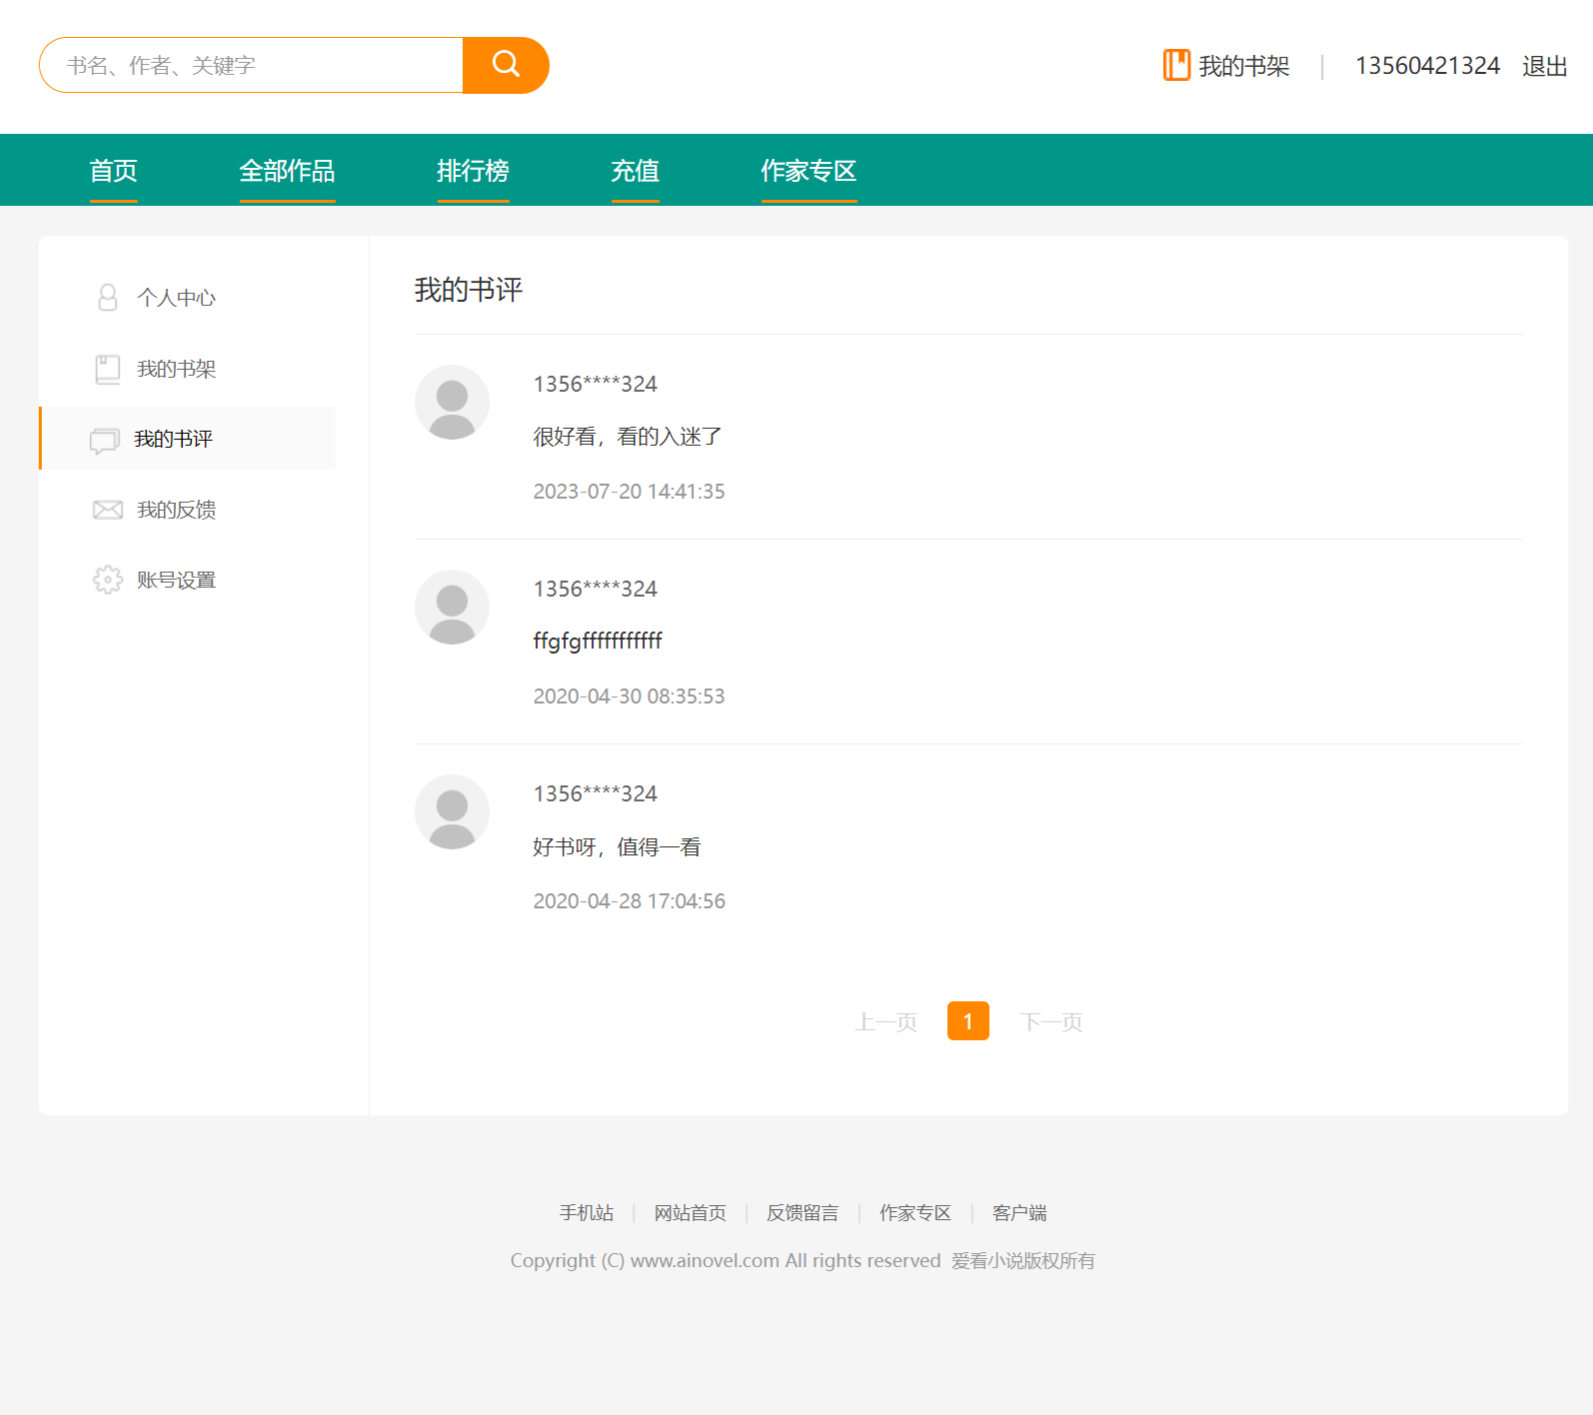 书名、作者、关键字
我的书架 | 13560421324 退出
首页 全部作品 排行榜 充值 作家专区
个人中心
我的书架
我的书评
我的反馈
账号设置
我的书评
1356****324
很好看，看的入迷了
2023-07-20 14:41:35
1356****324
ffgfgfffffffffff
2020-04-30 08:35:53
1356****324
好书呀，值得一看
2020-04-28 17:04:56
上一页 1 下一页
手机站 | 网站首页 | 反馈留言 | 作家专区 | 客户端
Copyright (C) www.ainovel.com All rights reserved 爱看小说版权所有